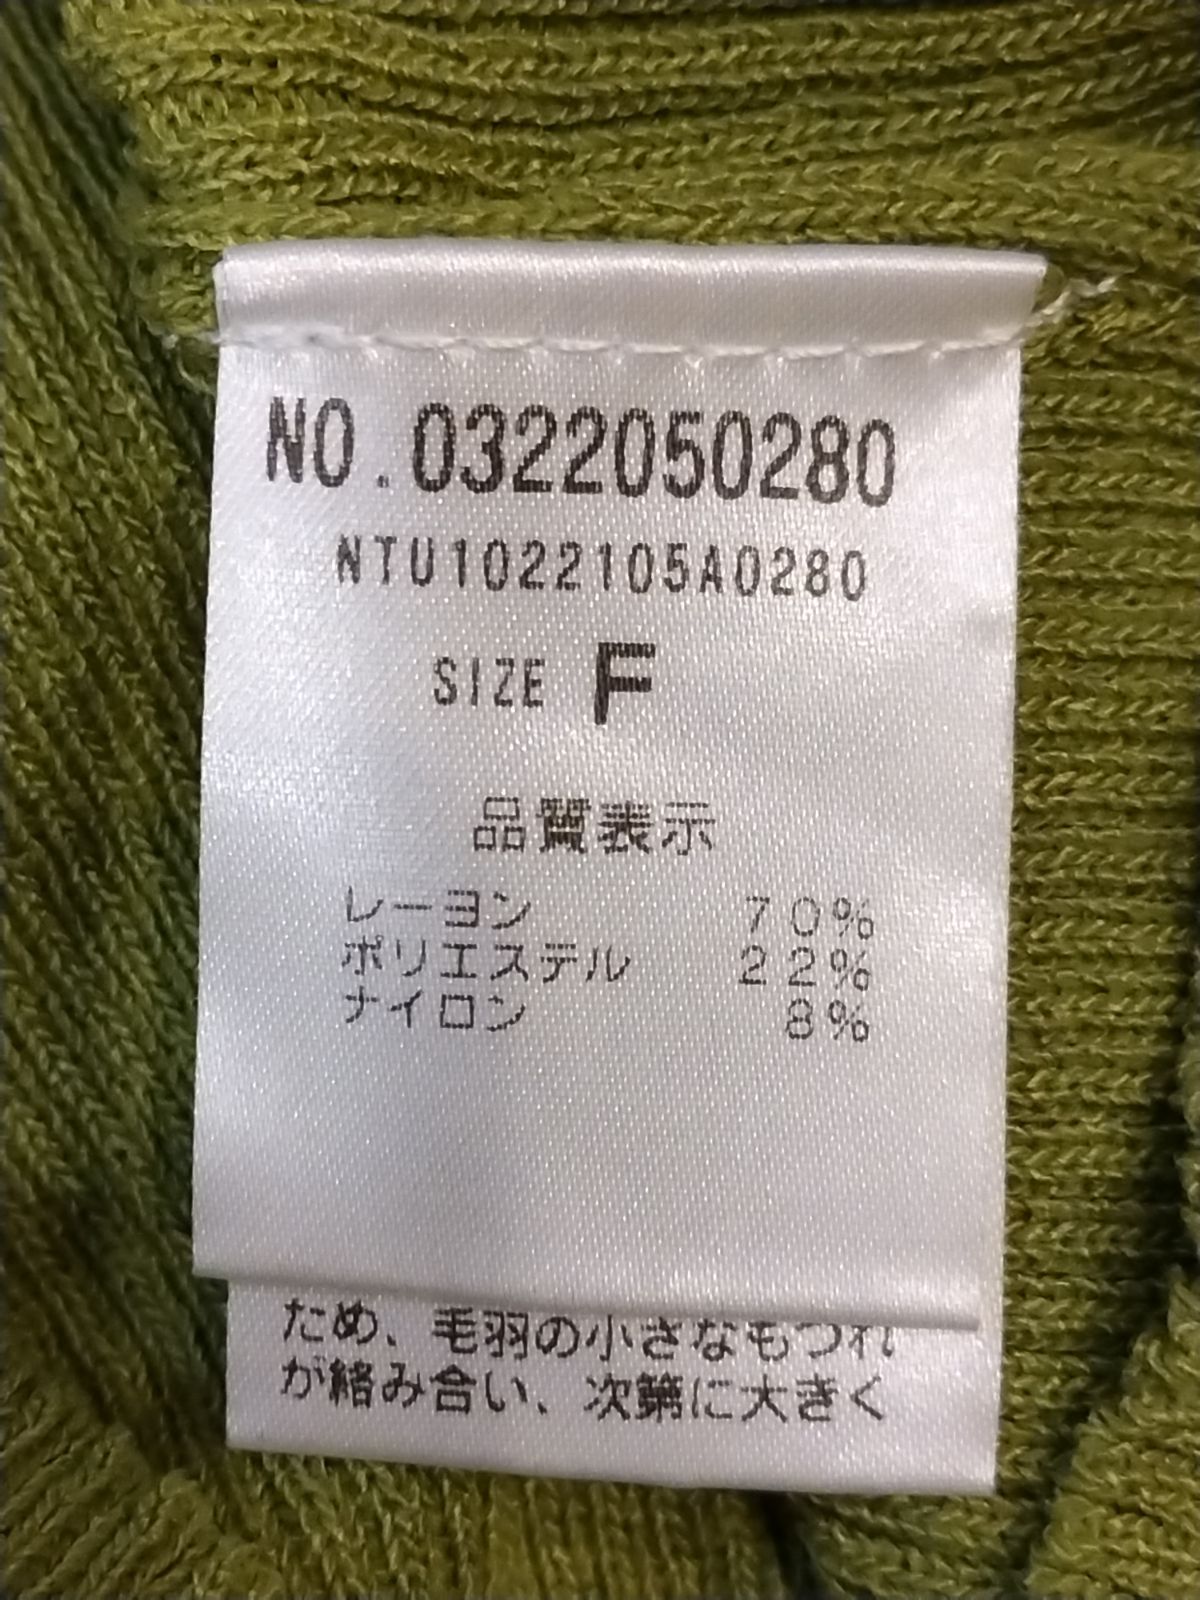 NO.0322050280
NTU1022105A0280
SIZE F
品質表示
レーヨン 70%
ポリエステル 22%
ナイロン 8%
ため、毛羽の小さなもつれ
が絡み合い、次第に大きく